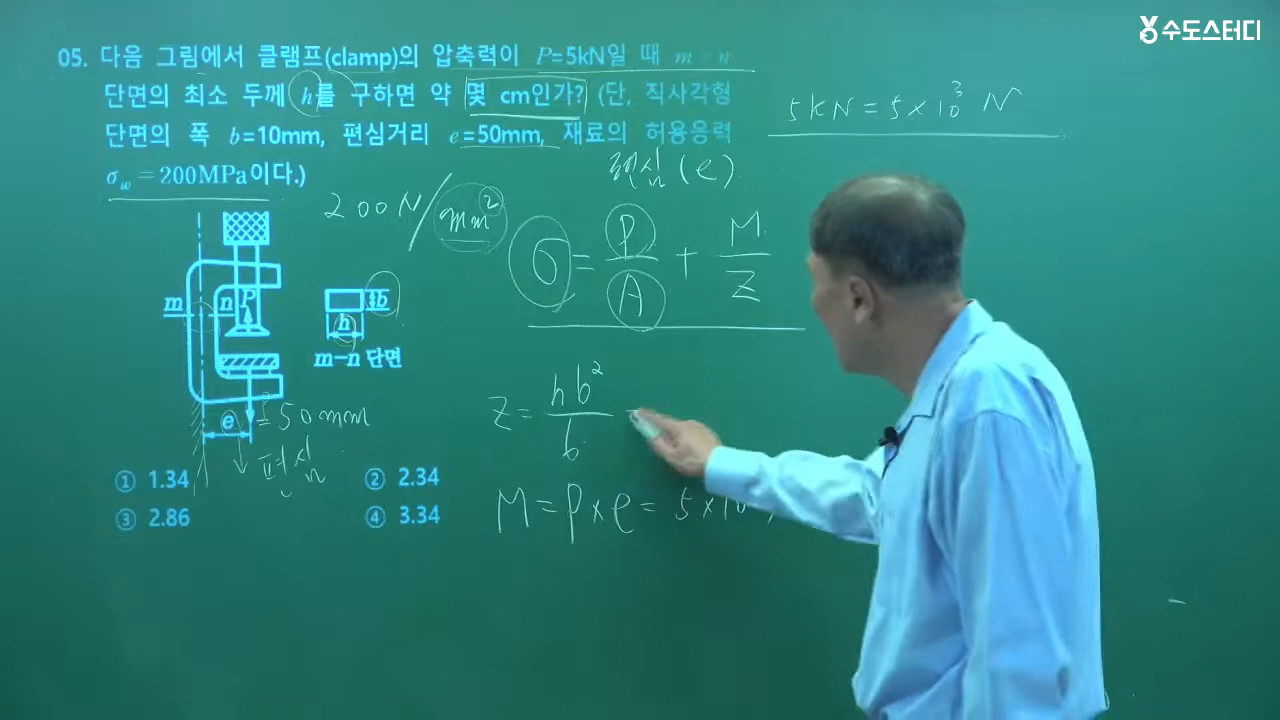 수도스터디
05. 다음 그림에서 클램프(clamp)의 압축력이 P=5kN일 때 m－n
단면의 최소 두께 h를 구하면 약 몇 cm인가? (단, 직사각형
단면의 폭 b=10mm, 편심거리 e=50mm, 재료의 허용응력
σw=200MPa이다.)
5kN=5×10³ N
편심(e)
200N/mm²
σ=P/A+M/Z
m n P
b
h
m−n 단면
e =50mm
편심
Z=hb²/6
M=P×e=5×10
① 1.34 ② 2.34
③ 2.86 ④ 3.34